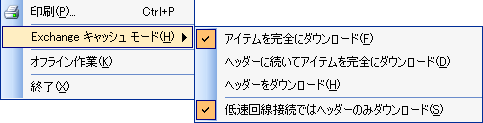 印刷(P)... Ctrl+P
Exchange キャッシュ モード(H)
オフライン作業(K)
終了(X)
アイテムを完全にダウンロード(F)
ヘッダーに続いてアイテムを完全にダウンロード(D)
ヘッダーをダウンロード(H)
低速回線接続ではヘッダーのみダウンロード(S)